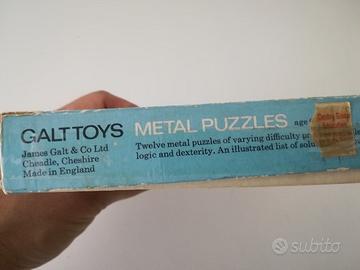 GALT TOYS METAL PUZZLES age
James Galt & Co Ltd
Cheadle, Cheshire
Made in England
Twelve metal puzzles of varying difficulty
logic and dexterity. An illustrated list of
subito